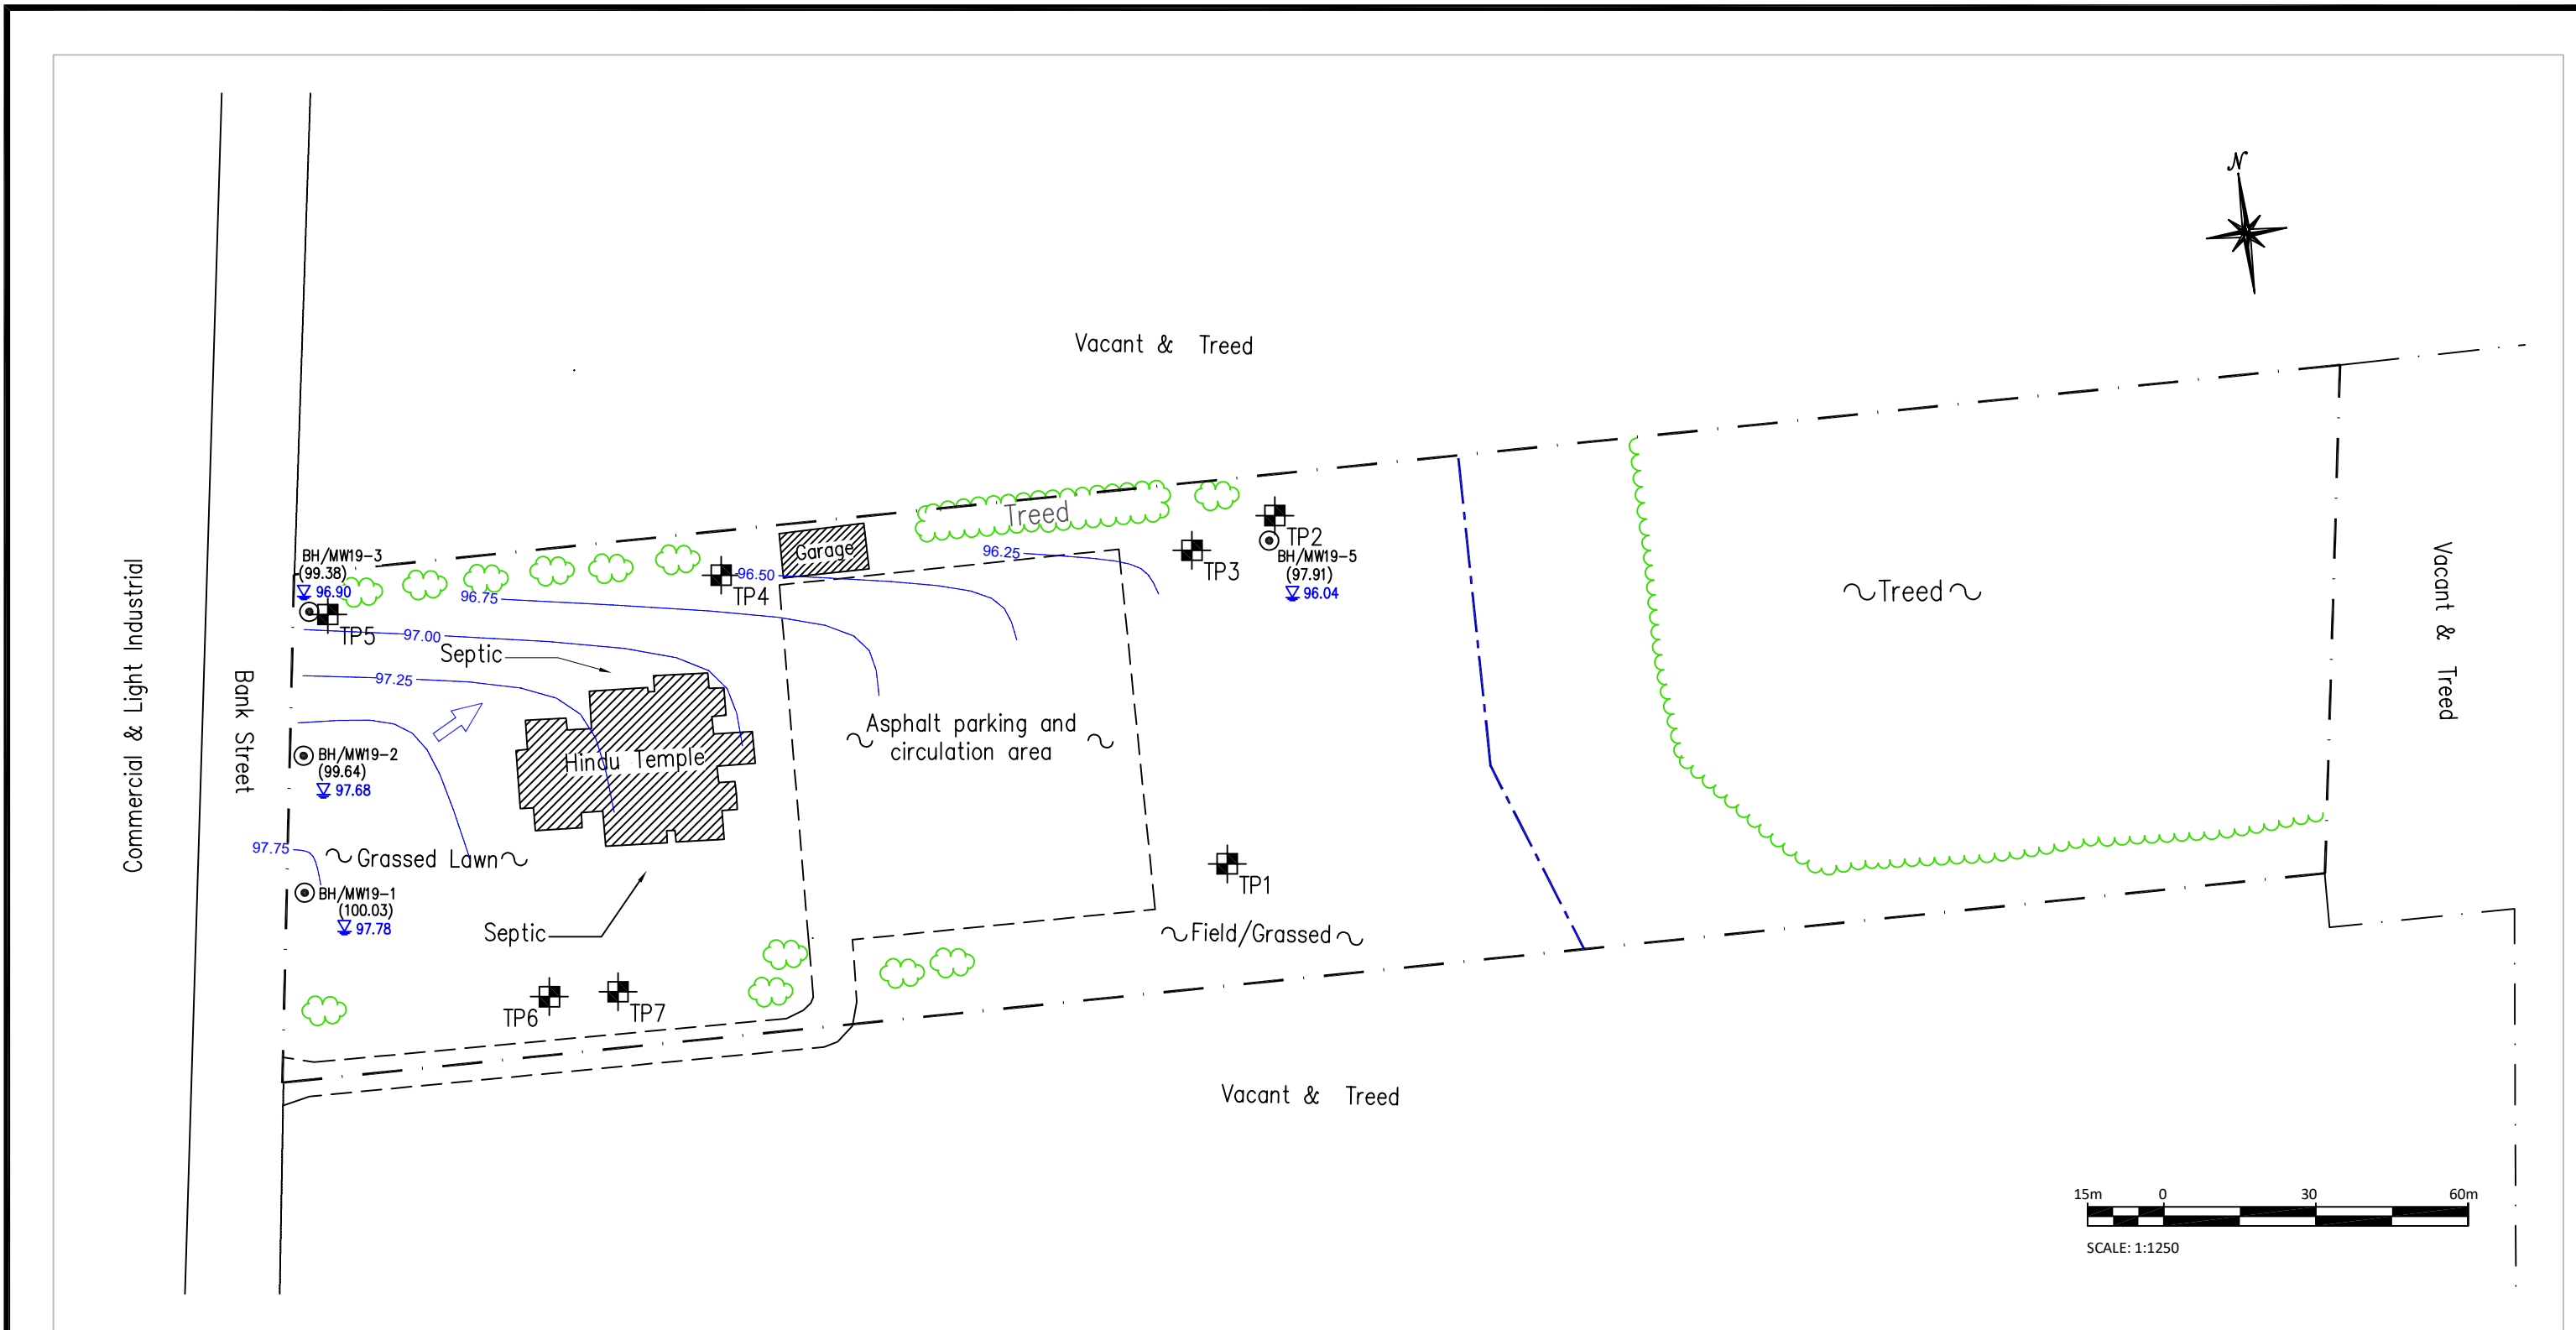 N
Vacant & Treed
Treed
TP2
BH/MW19-5
(97.91)
96.04
TP3
Garage
96.25
BH/MW19-3
(99.38)
96.90
TP5
96.50
TP4
96.75
97.00
Septic
97.25
Treed
Vacant & Treed
Commercial & Light Industrial
Bank Street
Asphalt parking and
circulation area
BH/MW19-2
(99.64)
97.68
Hindu Temple
97.75
Grassed Lawn
BH/MW19-1
(100.03)
97.78
Septic
TP1
Field/Grassed
TP6
TP7
Vacant & Treed
15m 0 30 60m
SCALE: 1:1250